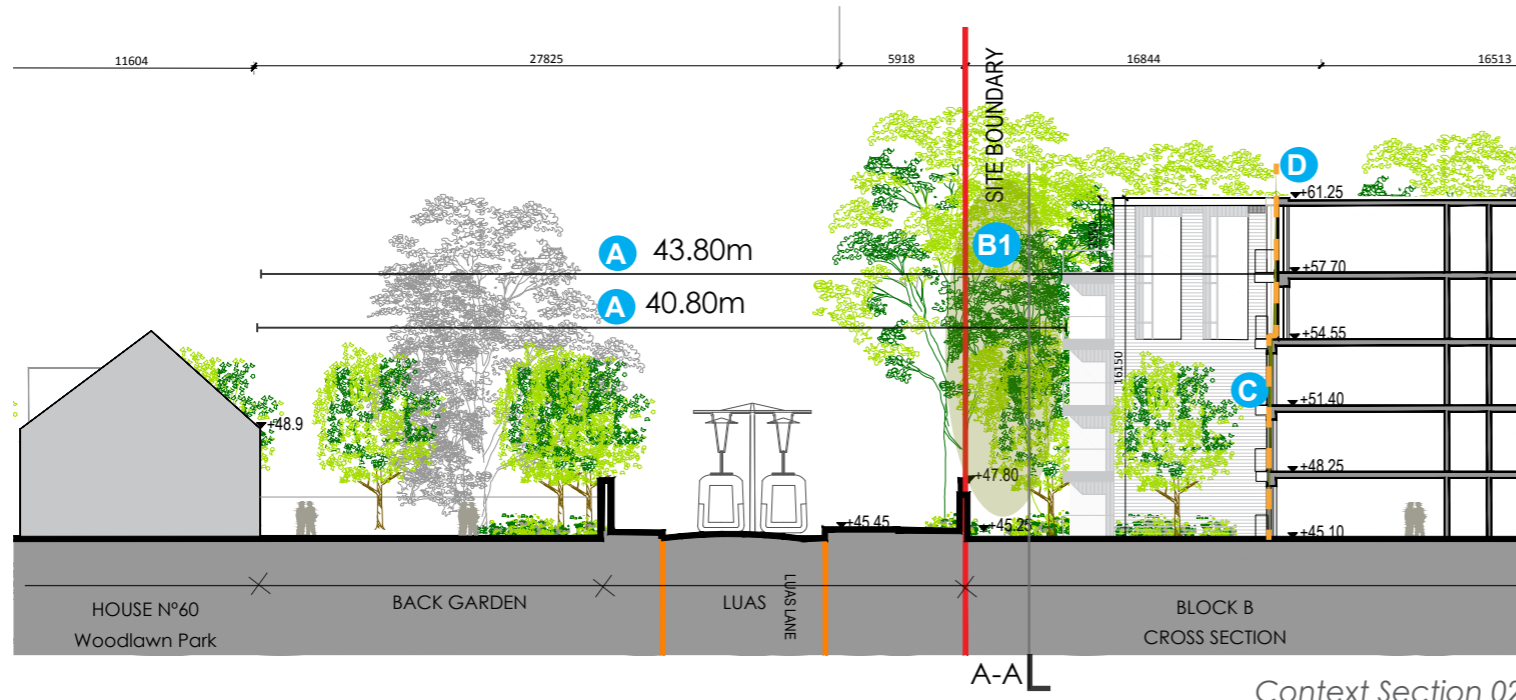 11604
27825
5918
16844
16513
SITE BOUNDARY
D
+61.25
A 43.80m
B1
+57.70
A 40.80m
+54.55
16150
C
+51.40
+48.9
+48.25
+47.80
+45.45
+45.25
+45.10
HOUSE Nº60
Woodlawn Park
BACK GARDEN
LUAS
LUAS LANE
BLOCK B
CROSS SECTION
A-A
Context Section 02